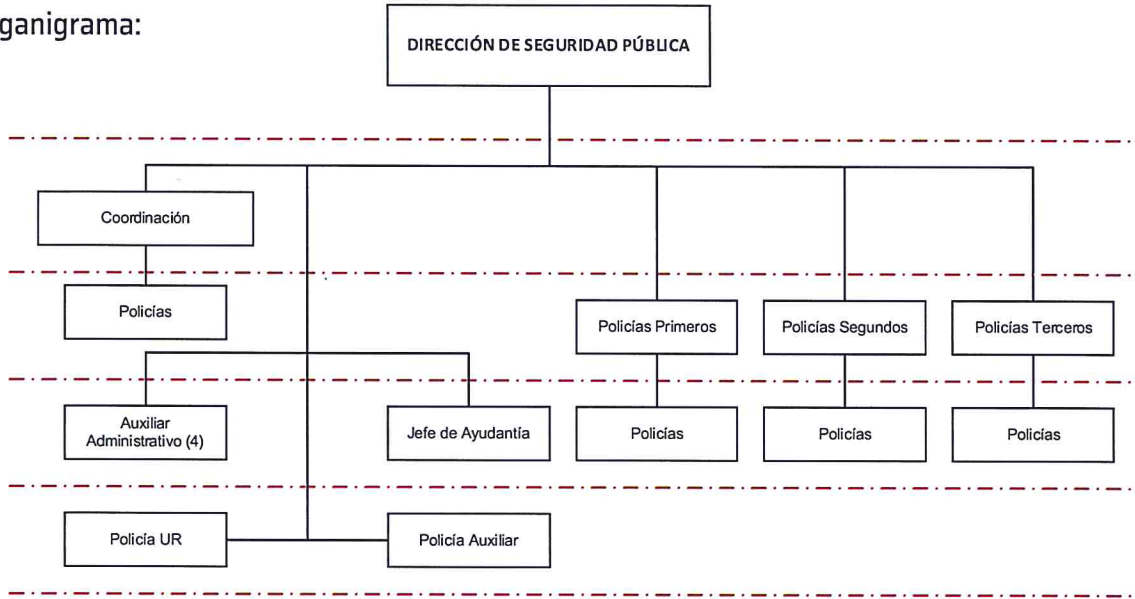 ganigrama:
DIRECCIÓN DE SEGURIDAD PÚBLICA
Coordinación
Policías
Policías Primeros
Policías Segundos
Policías Terceros
Auxiliar
Administrativo (4)
Jefe de Ayudantía
Policías
Policías
Policías
Policía UR
Policía Auxiliar